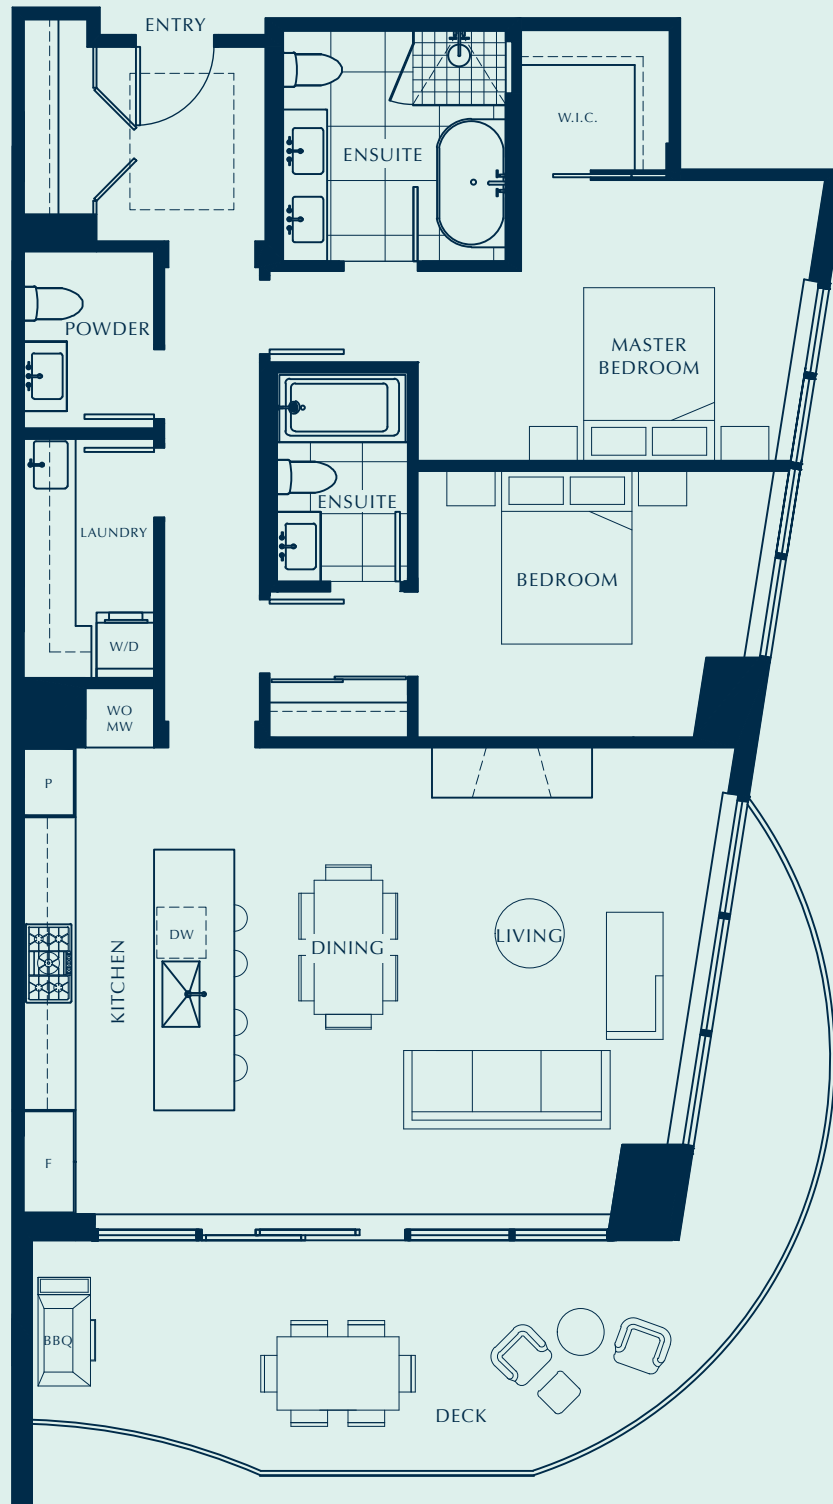 ENTRY
W.I.C.
ENSUITE
POWDER
MASTER
BEDROOM
ENSUITE
LAUNDRY
BEDROOM
W/D
WO
MW
P
DW
LIVING
DINING
KITCHEN
F
BBQ
DECK